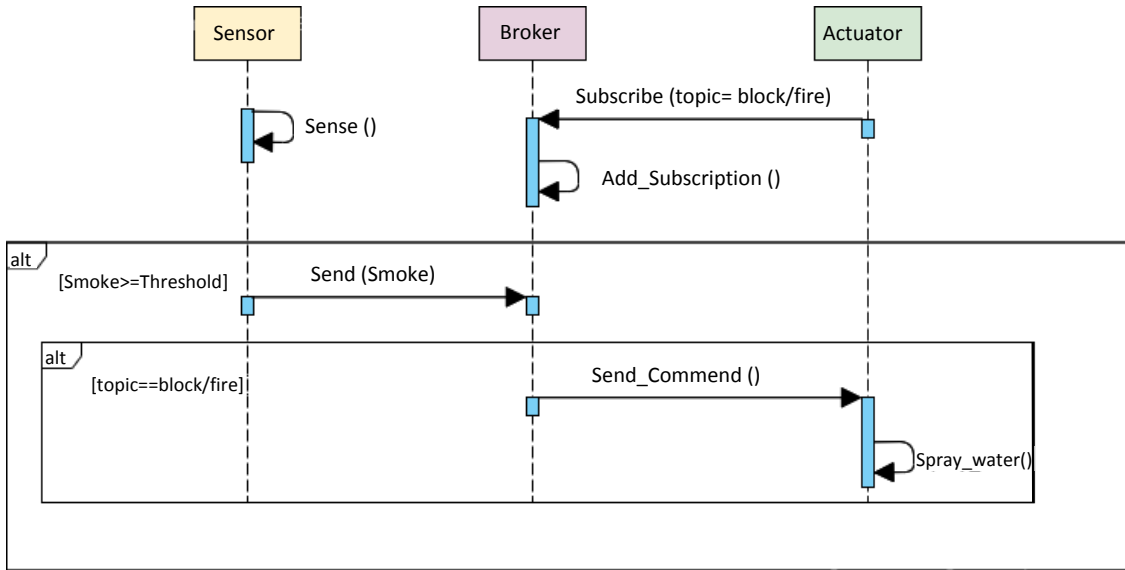 Sensor
Broker
Actuator
Subscribe (topic= block/fire)
Sense ()
Add_Subscription ()
alt
[Smoke>=Threshold]
Send (Smoke)
alt
[topic==block/fire]
Send_Commend ()
Spray_water()